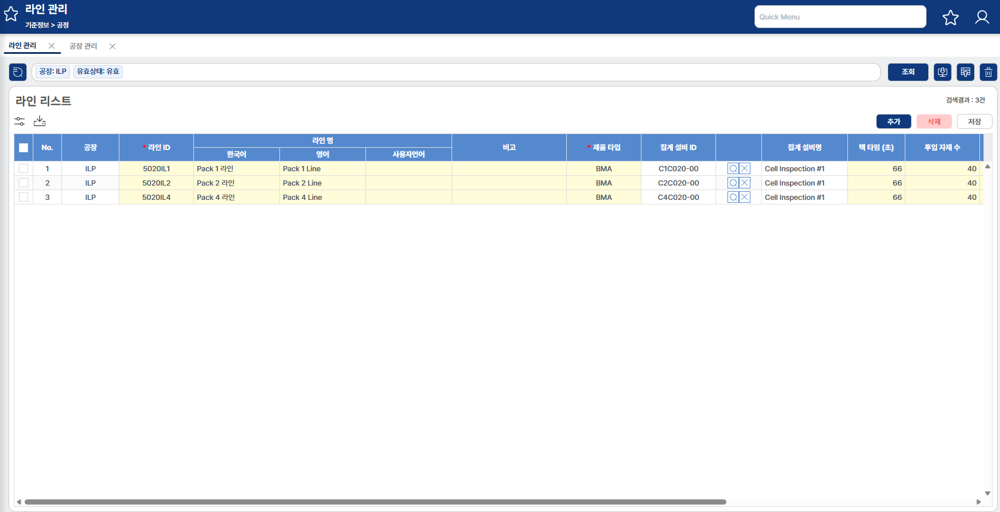 라인 관리
기준정보 > 공정
Quick Menu
라인 관리
공장 관리
공장: ILP 유효상태: 유효
조회
라인 리스트
검색결과 : 3건
추가 삭제 저장
No. 공장 * 라인 ID 라인 명 비고 * 제품 타입 집계 설비 ID 집계 설비명 택 타임 (초) 투입 자재 수
한국어 영어 사용자언어
1 ILP 5020IL1 Pack 1 라인 Pack 1 Line BMA C1C020-00 Cell Inspection #1 66 40
2 ILP 5020IL2 Pack 2 라인 Pack 2 Line BMA C2C020-00 Cell Inspection #1 66 40
3 ILP 5020IL4 Pack 4 라인 Pack 4 Line BMA C4C020-00 Cell Inspection #1 66 40